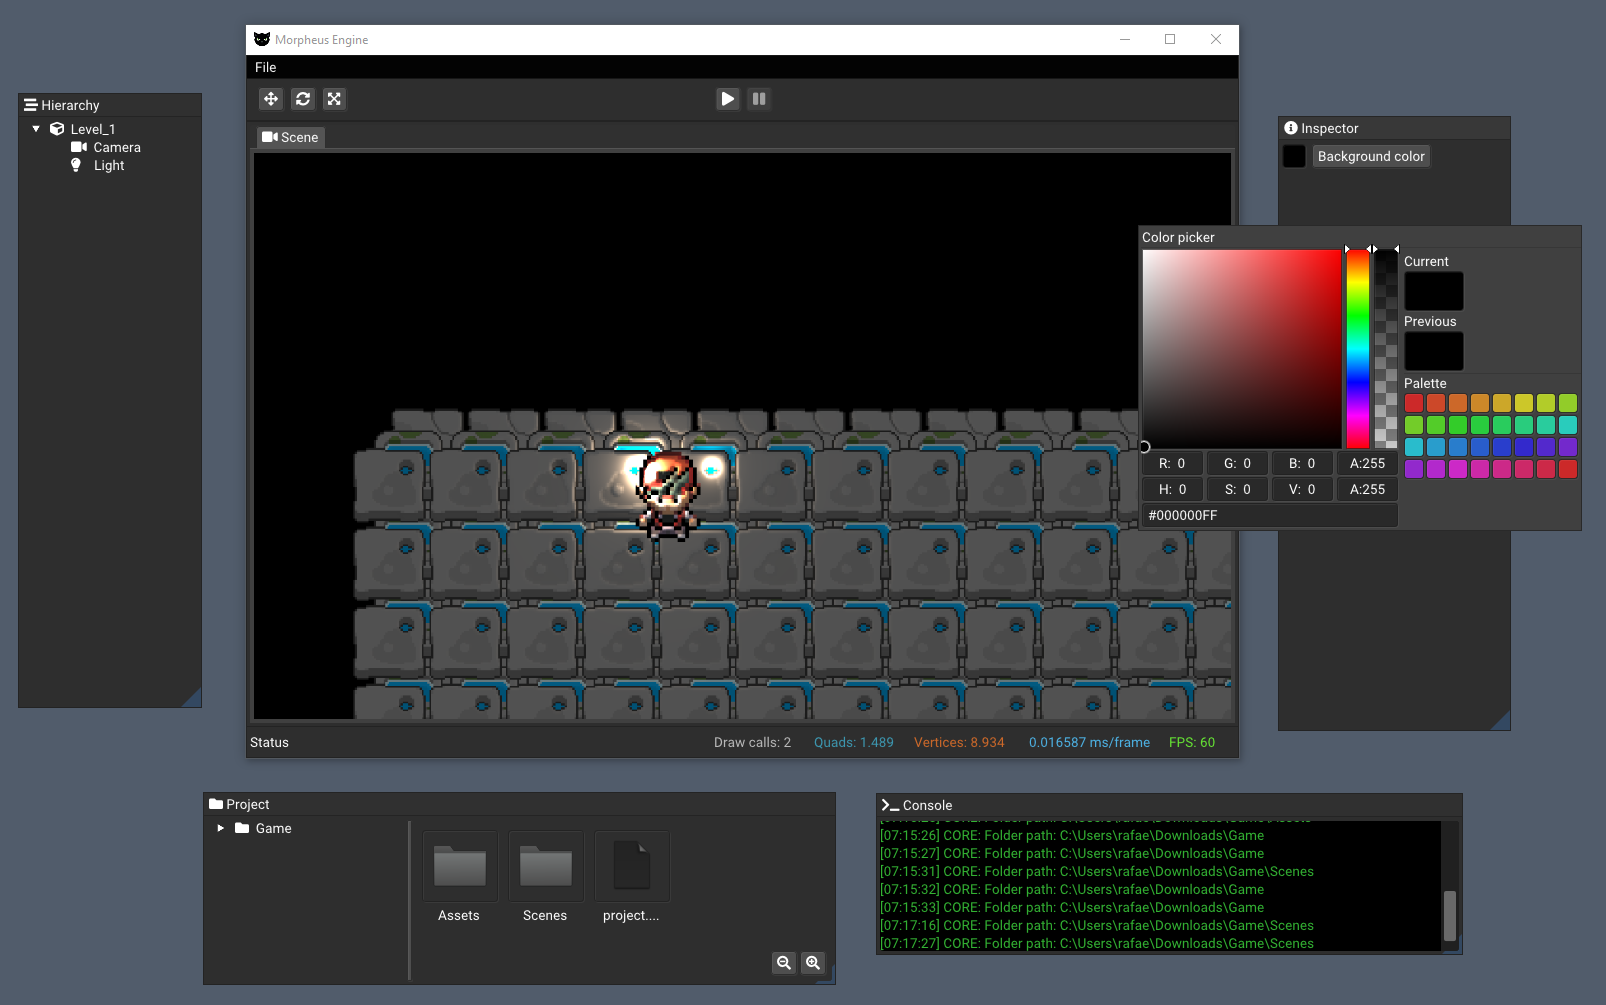 Morpheus Engine
File
Hierarchy
Level_1
Camera
Light
Scene
Inspector
Background color
Color picker
Current
Previous
Palette
R: 0 G: 0 B: 0 A:255
H: 0 S: 0 V: 0 A:255
#000000FF
Status Draw calls: 2 Quads: 1.489 Vertices: 8.934 0.016587 ms/frame FPS: 60
Project
Game
Assets Scenes project....
Console
[07:15:26] CORE: Folder path: C:\Users\rafae\Downloads\Game
[07:15:27] CORE: Folder path: C:\Users\rafae\Downloads\Game
[07:15:31] CORE: Folder path: C:\Users\rafae\Downloads\Game\Scenes
[07:15:32] CORE: Folder path: C:\Users\rafae\Downloads\Game
[07:15:33] CORE: Folder path: C:\Users\rafae\Downloads\Game
[07:17:16] CORE: Folder path: C:\Users\rafae\Downloads\Game\Scenes
[07:17:27] CORE: Folder path: C:\Users\rafae\Downloads\Game\Scenes